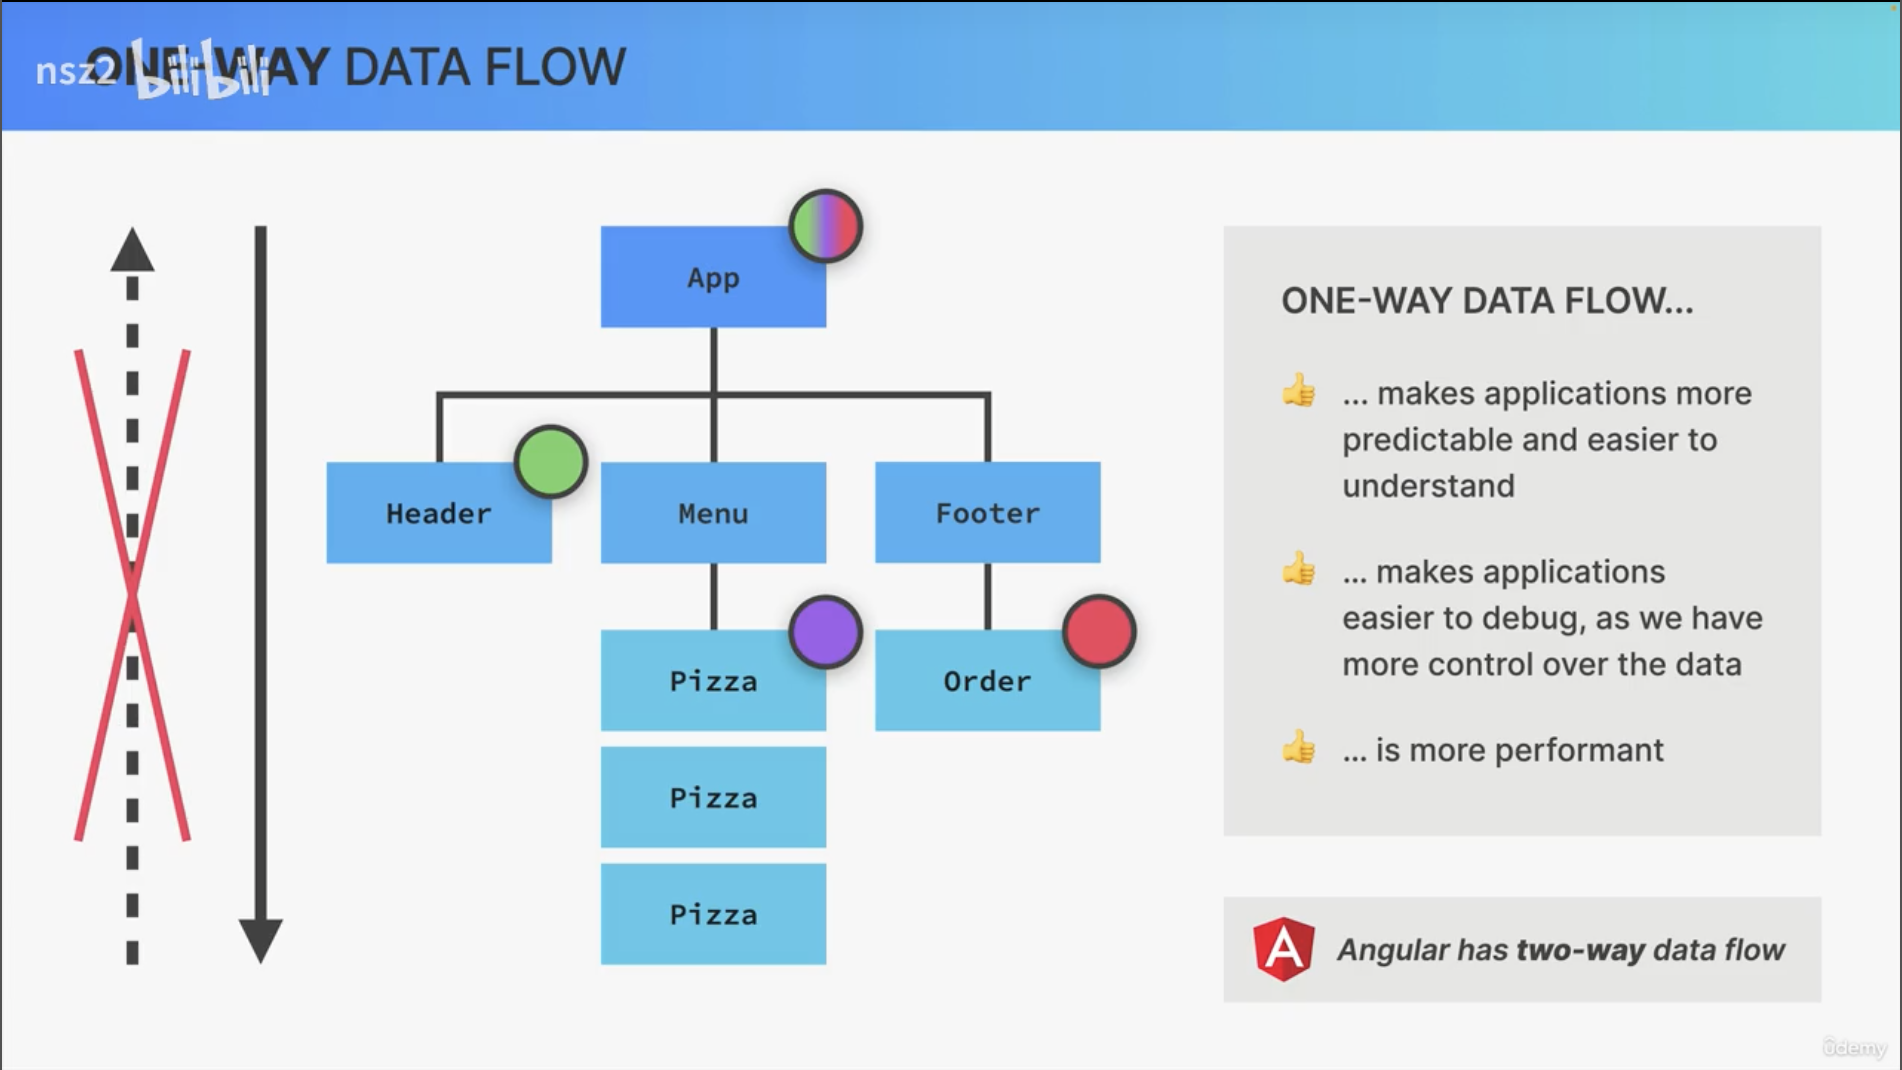 ONE-WAY DATA FLOW
nsz2 bilibili
App
Header
Menu
Footer
Pizza
Order
Pizza
Pizza
ONE-WAY DATA FLOW...
... makes applications more
predictable and easier to
understand
... makes applications
easier to debug, as we have
more control over the data
... is more performant
A
Angular has two-way data flow
ûdemy